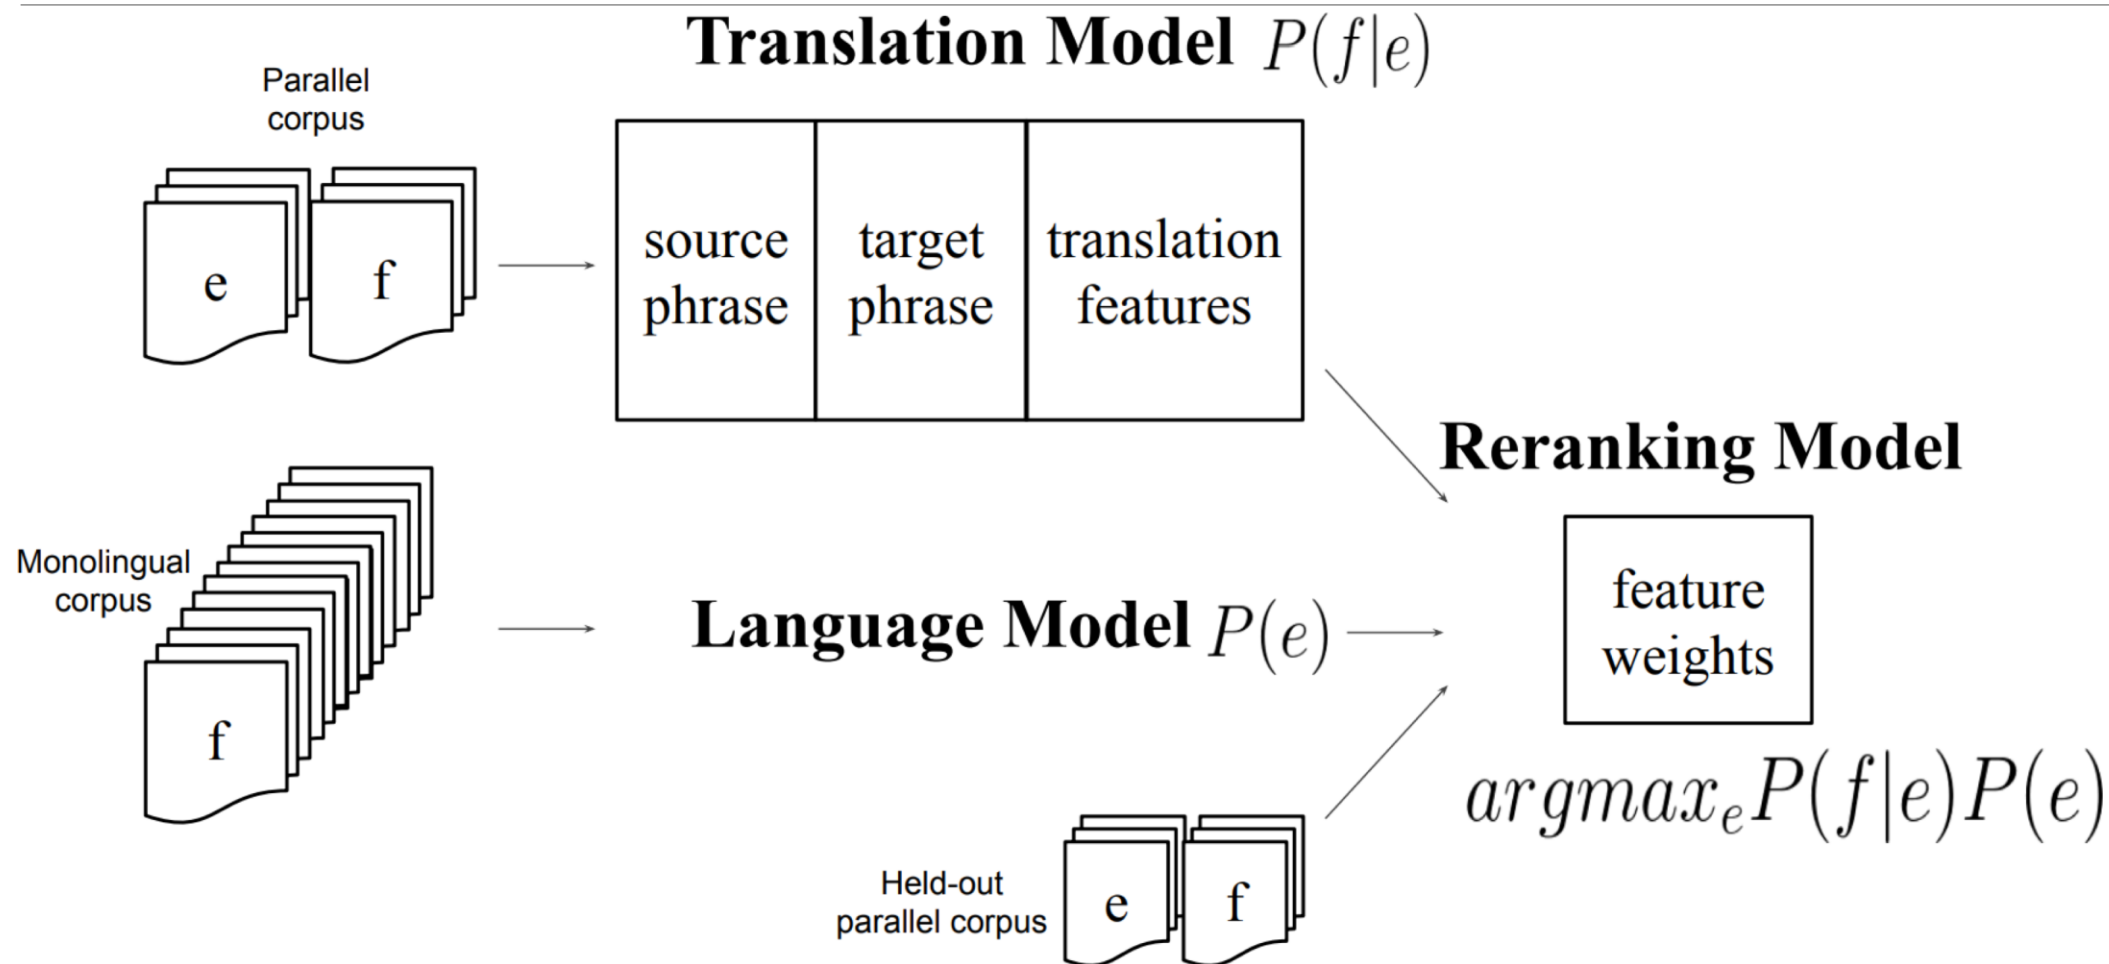 Translation Model P(f|e)
Parallel
corpus
e
f
source
phrase
target
phrase
translation
features
Reranking Model
Monolingual
corpus
f
Language Model P(e)
feature
weights
argmax_e P(f|e)P(e)
Held-out
parallel corpus
e
f